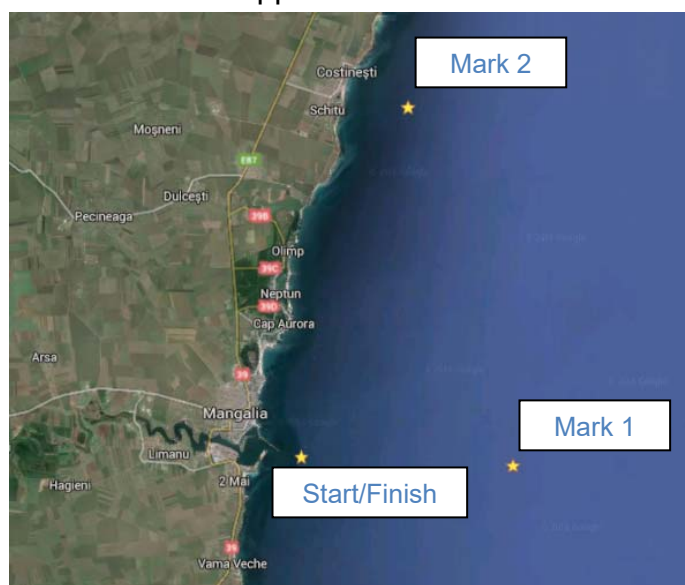 Mark 2
Costinești
Schitu
Moșneni
E87
Dulcești
Pecineaga
39B
Olimp
39C
Neptun
39D
Cap Aurora
Arsa
39
Mangalia
Mark 1
Limanu
Start/Finish
Hagieni
2 Mai
39
Vama Veche